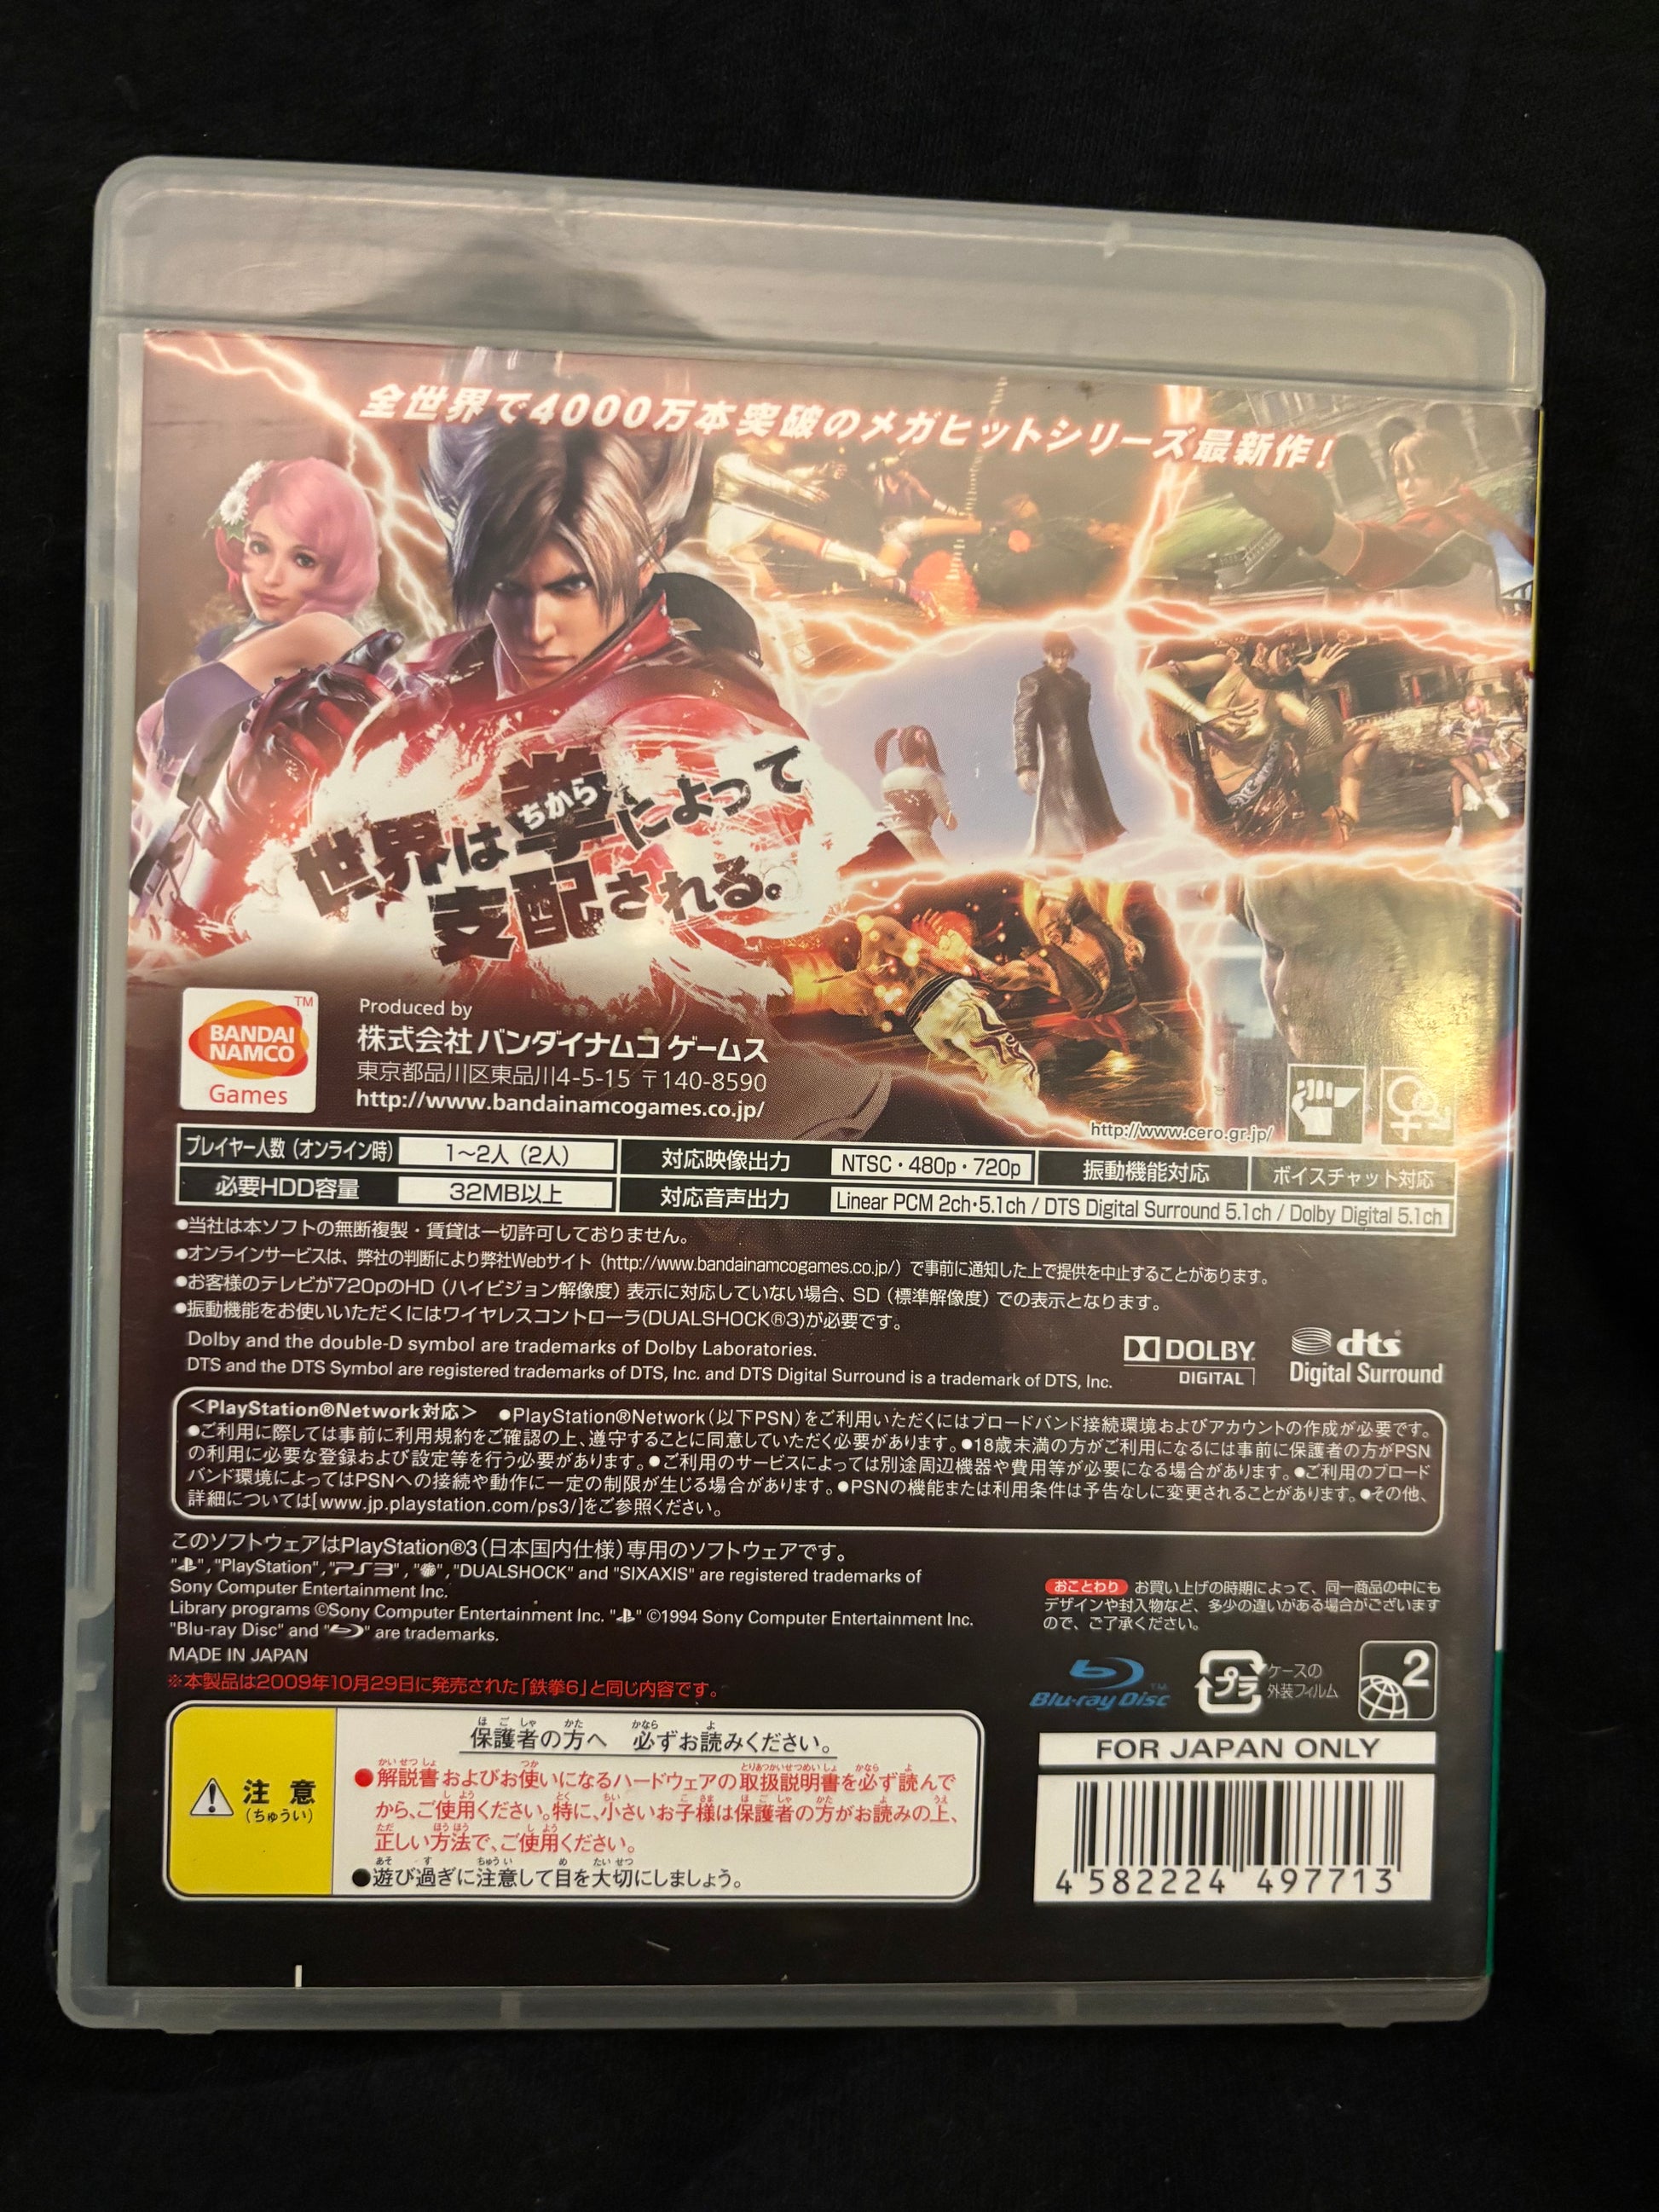 全世界で4000万本突破のメガヒットシリーズ最新作!
世界は拳によって
ちから
支配される。
BANDAI
NAMCO
Games
TM
Produced by
株式会社 バンダイナムコ ゲームス
東京都品川区東品川4-5-15 〒140-8590
http://www.bandainamcogames.co.jp/
http://www.cero.gr.jp/
プレイヤー人数(オンライン時) 1～2人(2人) 対応映像出力 NTSC・480p・720p 振動機能対応 ボイスチャット対応
必要HDD容量 32MB以上 対応音声出力 Linear PCM 2ch・5.1ch / DTS Digital Surround 5.1ch / Dolby Digital 5.1ch
●当社は本ソフトの無断複製・賃貸は一切許可しておりません。
●オンラインサービスは、弊社の判断により弊社Webサイト(http://www.bandainamcogames.co.jp/)で事前に通知した上で提供を中止することがあります。
●お客様のテレビが720pのHD(ハイビジョン解像度)表示に対応していない場合、SD(標準解像度)での表示となります。
●振動機能をお使いいただくにはワイヤレスコントローラ(DUALSHOCK®3)が必要です。
Dolby and the double-D symbol are trademarks of Dolby Laboratories.
DTS and the DTS Symbol are registered trademarks of DTS, Inc. and DTS Digital Surround is a trademark of DTS, Inc.
DOLBY
DIGITAL
dts
Digital Surround
<PlayStation®Network対応> ●PlayStation®Network(以下PSN)をご利用いただくにはブロードバンド接続環境およびアカウントの作成が必要です。
●ご利用に際しては事前に利用規約をご確認の上、遵守することに同意していただく必要があります。●18歳未満の方がご利用になるには事前に保護者の方がPSN
の利用に必要な登録および設定等を行う必要があります。●ご利用のサービスによっては別途周辺機器や費用等が必要になる場合があります。●ご利用のブロード
バンド環境によってはPSNへの接続や動作に一定の制限が生じる場合があります。●PSNの機能または利用条件は予告なしに変更されることがあります。●その他、
詳細については[www.jp.playstation.com/ps3/]をご参照ください。
このソフトウェアはPlayStation®3(日本国内仕様)専用のソフトウェアです。
" ", "PlayStation", "PS3", " ", "DUALSHOCK" and "SIXAXIS" are registered trademarks of
Sony Computer Entertainment Inc.
Library programs ©Sony Computer Entertainment Inc. " " ©1994 Sony Computer Entertainment Inc.
"Blu-ray Disc" and " " are trademarks.
MADE IN JAPAN
※本製品は2009年10月29日に発売された「鉄拳6」と同じ内容です。
おことわり お買い上げの時期によって、同一商品の中にも
デザインや封入物など、多少の違いがある場合がございます
ので、ご了承ください。
Blu-ray Disc
TM
プラ
ケースの
外装フィルム
2
FOR JAPAN ONLY
4 582224 497713
注意
(ちゅうい)
保護者の方へ 必ずお読みください。
●解説書およびお使いになるハードウェアの取扱説明書を必ず読んで
から、ご使用ください。特に、小さいお子様は保護者の方がお読みの上、
正しい方法で、ご使用ください。
●遊び過ぎに注意して目を大切にしましょう。